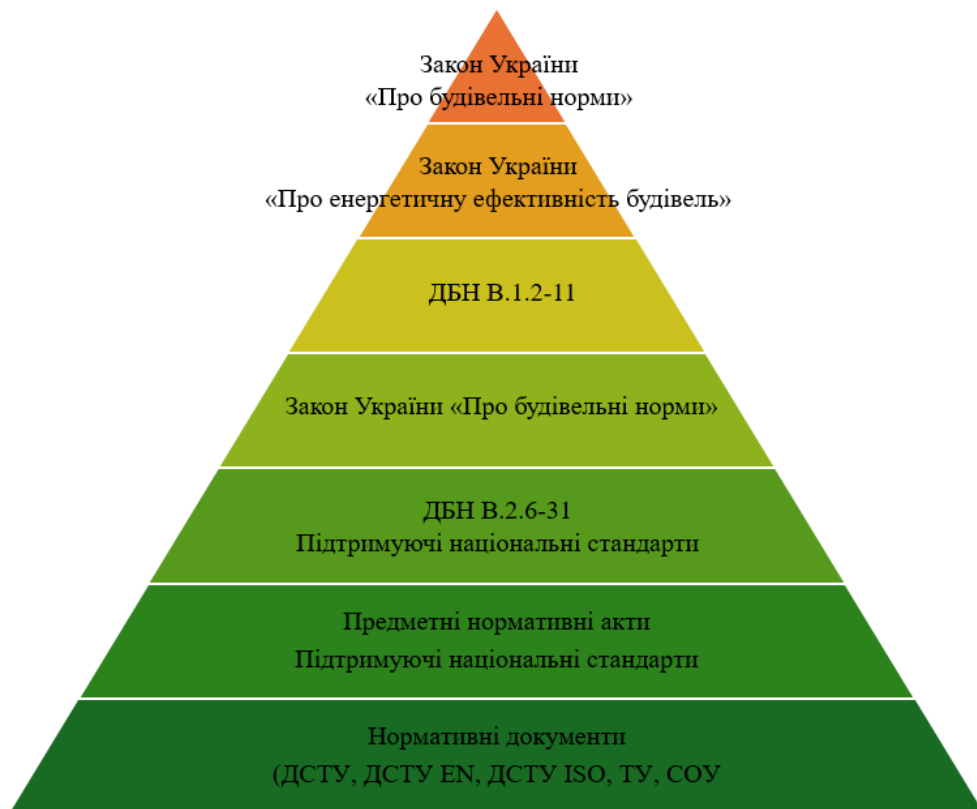 Закон України
«Про будівельні норми»
Закон України
«Про енергетичну ефективність будівель»
ДБН В.1.2-11
Закон України «Про будівельні норми»
ДБН В.2.6-31
Підтримуючі національні стандарти
Предметні нормативні акти
Підтримуючі національні стандарти
Нормативні документи
(ДСТУ, ДСТУ EN, ДСТУ ISO, ТУ, СОУ